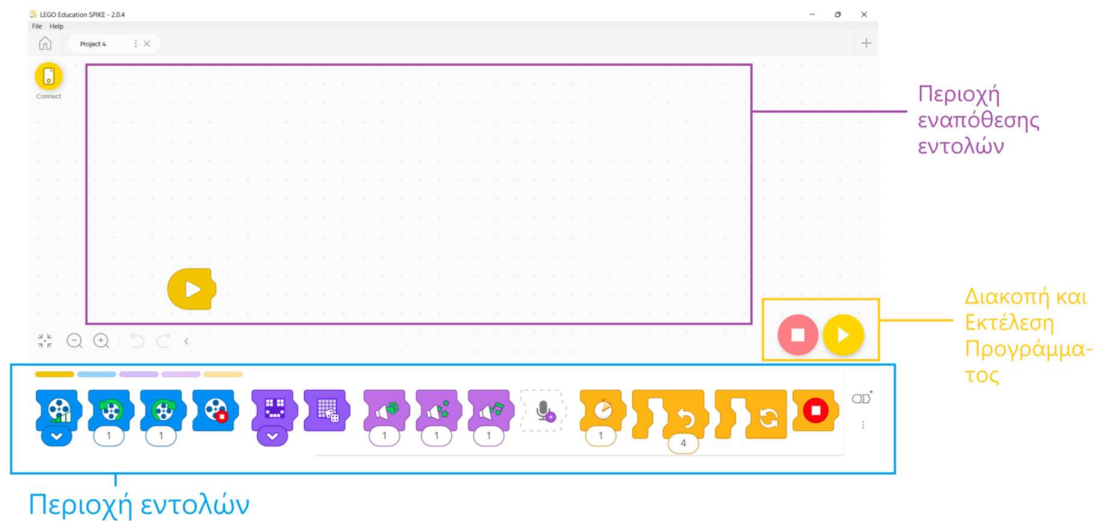 LEGO Education SPIKE - 2.0.4
File Help
Project 4
Connect
Περιοχή
εναπόθεσης
εντολών
Διακοπή και
Εκτέλεση
Προγράμμα-
τος
1 1 1 1 1 1 4
Περιοχή εντολών